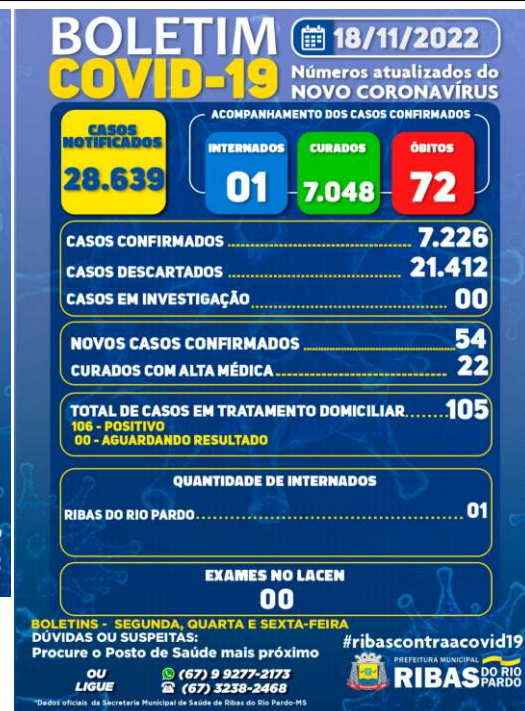 BOLETIM
COVID-19
18/11/2022
Números atualizados do
NOVO CORONAVÍRUS
CASOS
NOTIFICADOS
28.639
ACOMPANHAMENTO DOS CASOS CONFIRMADOS
INTERNADOS
01
CURADOS
7.048
ÓBITOS
72
CASOS CONFIRMADOS 7.226
CASOS DESCARTADOS 21.412
CASOS EM INVESTIGAÇÃO 00
NOVOS CASOS CONFIRMADOS 54
CURADOS COM ALTA MÉDICA 22
TOTAL DE CASOS EM TRATAMENTO DOMICILIAR 105
106 - POSITIVO
00 - AGUARDANDO RESULTADO
QUANTIDADE DE INTERNADOS
RIBAS DO RIO PARDO 01
EXAMES NO LACEN
00
BOLETINS - SEGUNDA, QUARTA E SEXTA-FEIRA
DÚVIDAS OU SUSPEITAS:
Procure o Posto de Saúde mais próximo
OU
LIGUE
(67) 9 9277-2173
(67) 3238-2468
#ribascontraacovid19
PREFEITURA MUNICIPAL
RIBAS DO RIO PARDO
*Dados oficiais da Secretaria Municipal de Saúde de Ribas do Rio Pardo-MS